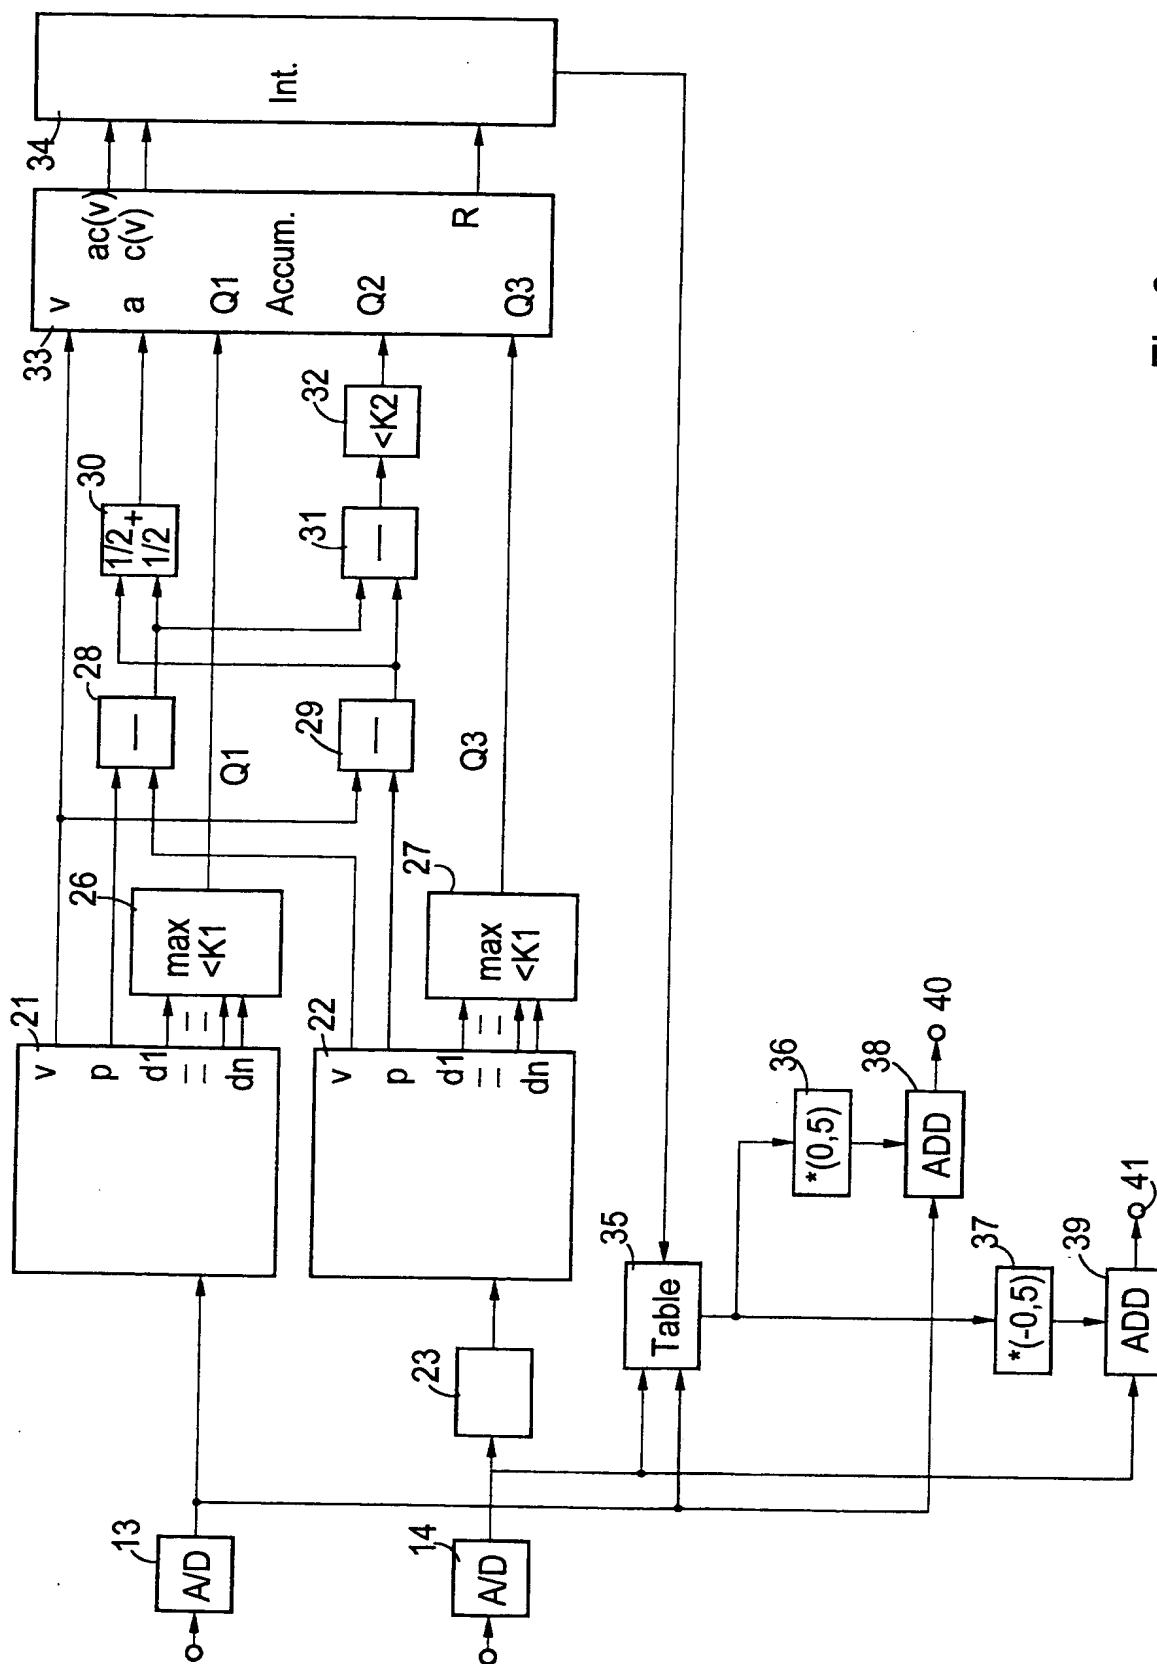 34
Int.
33
v
ac(v)
a
c(v)
Q1
Accum.
Q2
R
Q3
30
1/2+
1/2
32
<K2
31
—
28
—
29
—
Q1
Q3
26
max
<K1
27
max
<K1
21
v
p
d1
dn
22
v
p
d1
dn
23
13
A/D
14
A/D
35
Table
36
*(0,5)
37
*(-0,5)
38
ADD
40
39
ADD
41